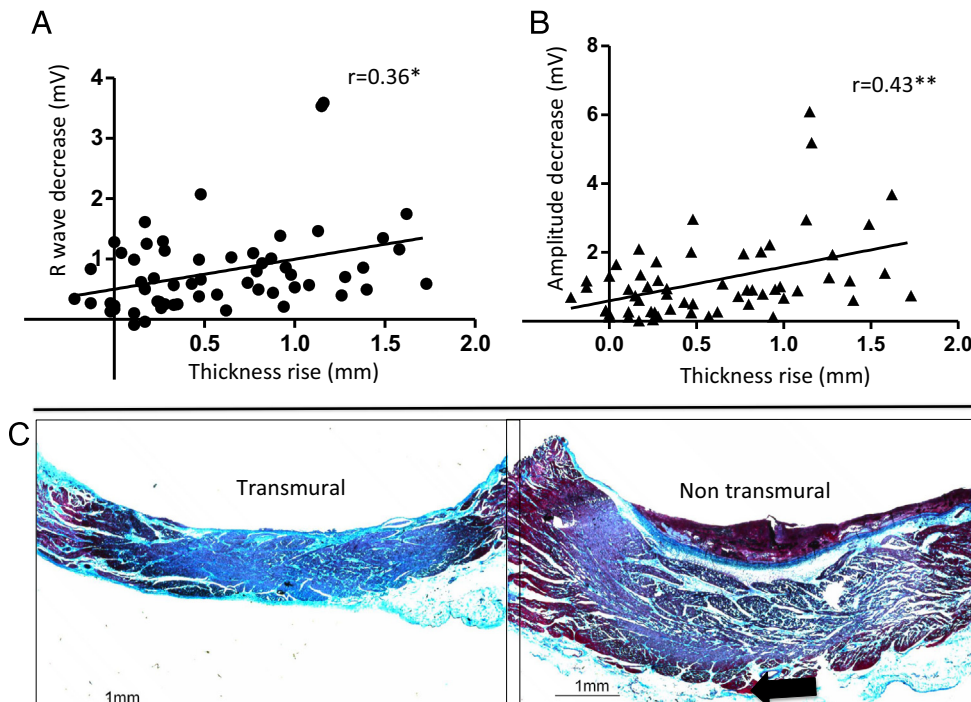 A
R wave decrease (mV)
4
3
2
1
r=0.36*
0.5
1.0
1.5
2.0
Thickness rise (mm)
B
Amplitude decrease (mV)
8
6
4
2
r=0.43**
0.0
0.5
1.0
1.5
2.0
Thickness rise (mm)
C
Transmural
1mm
Non transmural
1mm